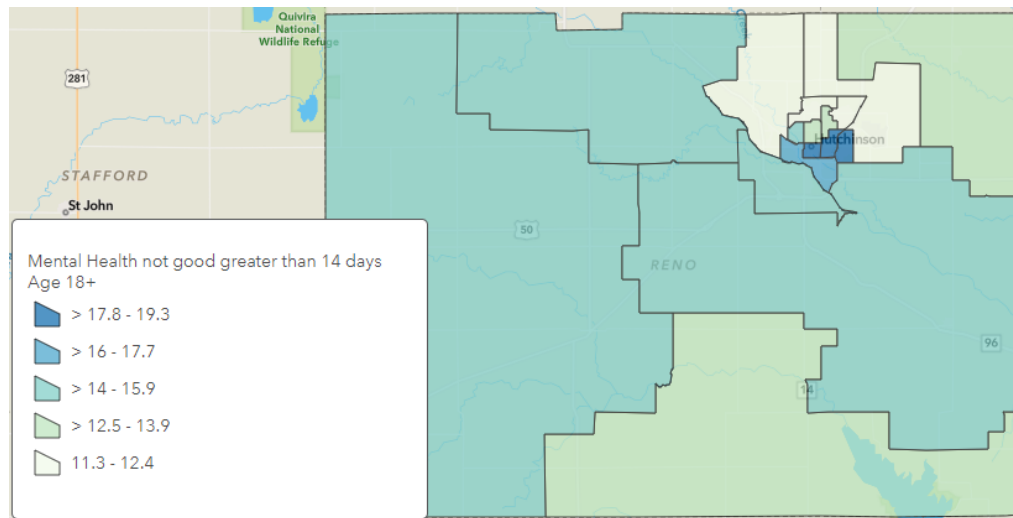 Quivira
National
Wildlife Refuge
281
STAFFORD
St John
Hutchinson
50
RENO
96
14
Mental Health not good greater than 14 days
Age 18+
> 17.8 - 19.3
> 16 - 17.7
> 14 - 15.9
> 12.5 - 13.9
11.3 - 12.4